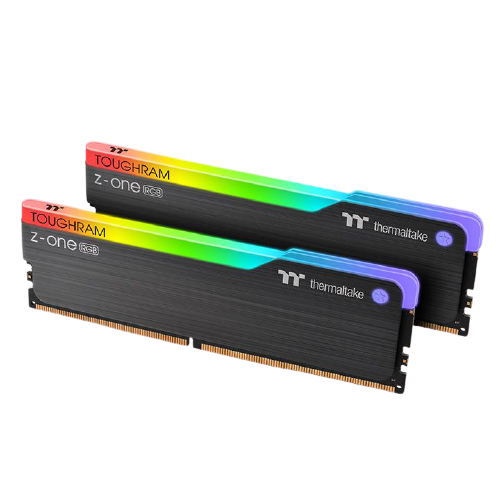 TOUGHRAM
z-one RGB
thermaltake
TOUGHRAM
z-one RGB
thermaltake